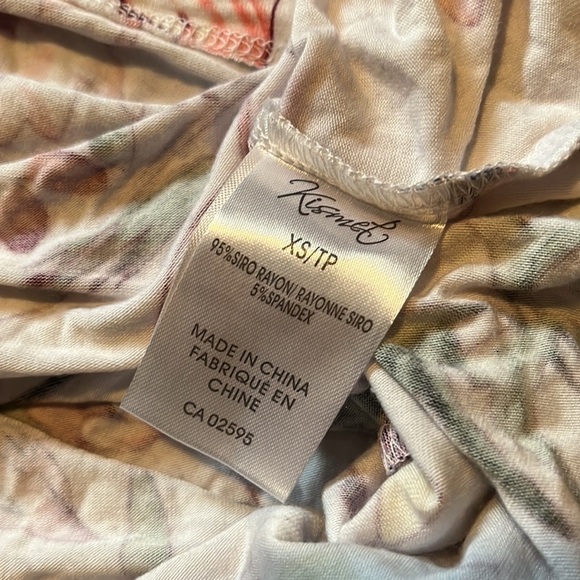 Kismet
XS/TP
95%SIRO RAYON/ RAYONNE SIRO
5%SPANDEX
MADE IN CHINA
FABRIQUÉ EN
CHINE
CA 02595